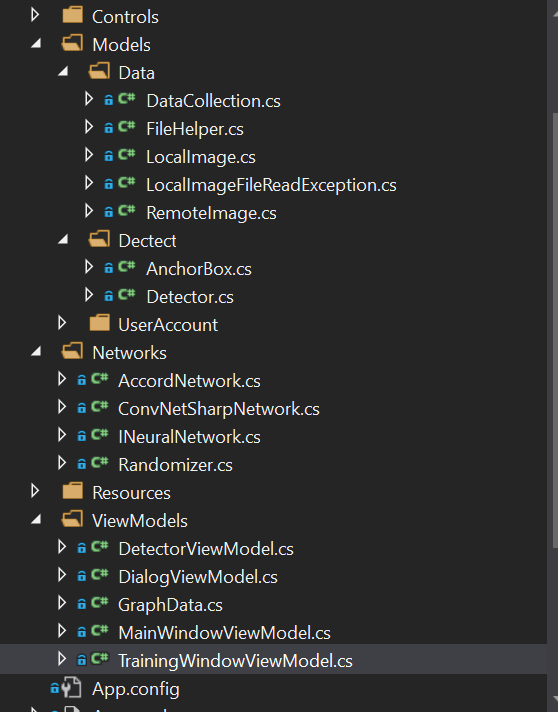 Controls
Models
Data
C# DataCollection.cs
C# FileHelper.cs
C# LocalImage.cs
C# LocalImageFileReadException.cs
C# RemoteImage.cs
Dectect
C# AnchorBox.cs
C# Detector.cs
UserAccount
Networks
C# AccordNetwork.cs
C# ConvNetSharpNetwork.cs
C# INeuralNetwork.cs
C# Randomizer.cs
Resources
ViewModels
C# DetectorViewModel.cs
C# DialogViewModel.cs
C# GraphData.cs
C# MainWindowViewModel.cs
C# TrainingWindowViewModel.cs
App.config